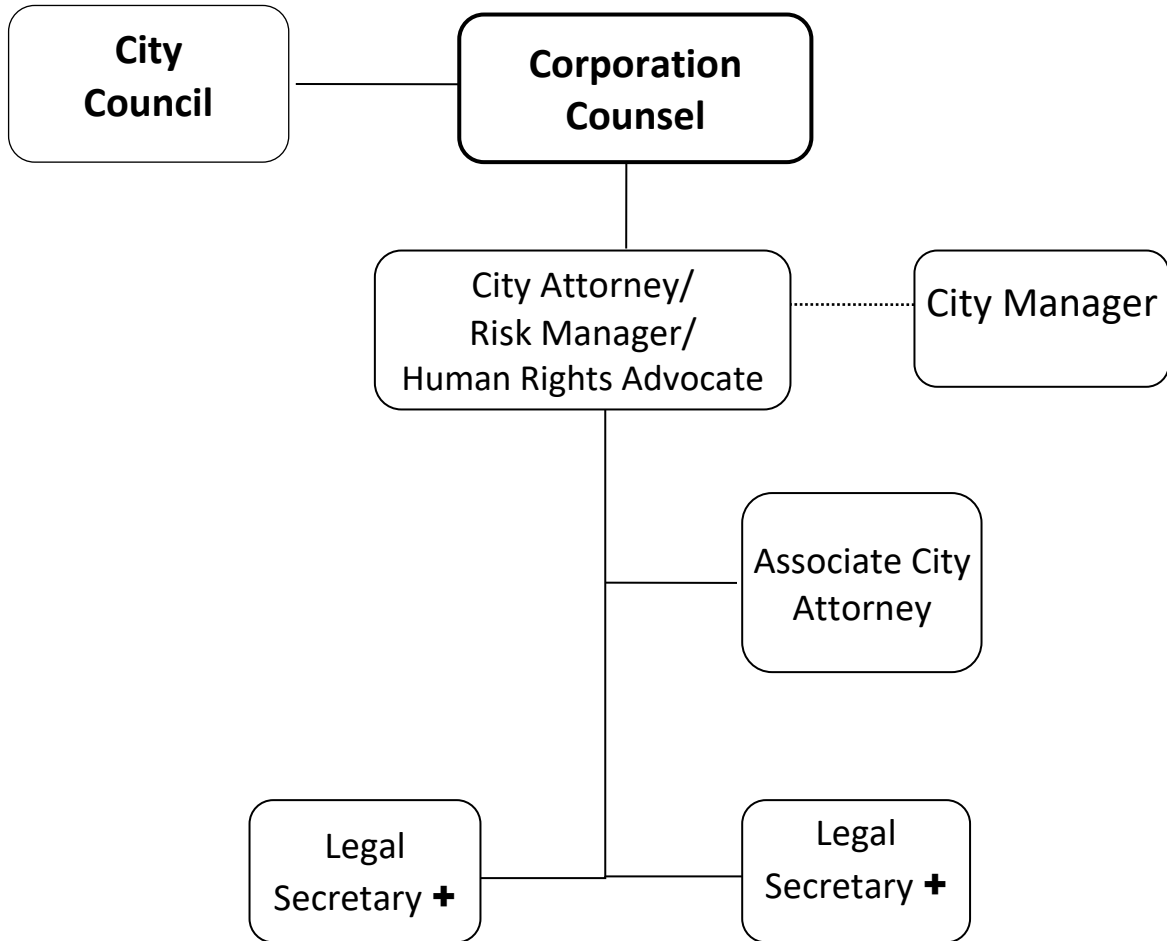 City
Council
Corporation
Counsel
City Attorney/
Risk Manager/
Human Rights Advocate
City Manager
Associate City
Attorney
Legal
Secretary +
Legal
Secretary +